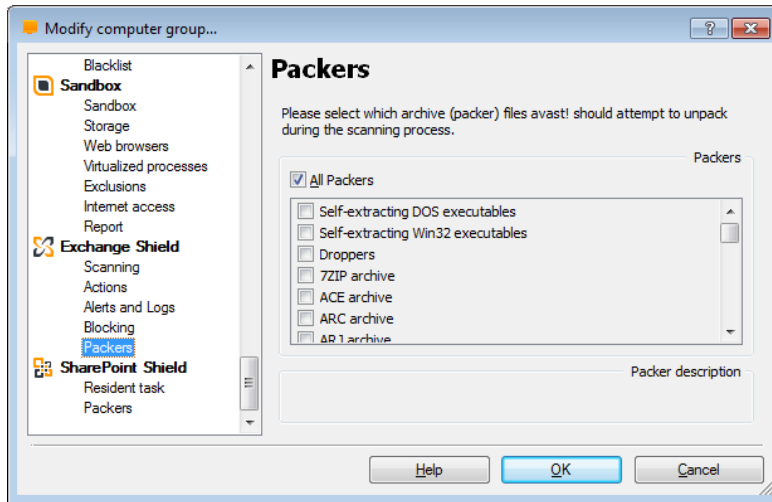 Modify computer group...
Blacklist
Sandbox
Sandbox
Storage
Web browsers
Virtualized processes
Exclusions
Internet access
Report
Exchange Shield
Scanning
Actions
Alerts and Logs
Blocking
Packers
SharePoint Shield
Resident task
Packers
Packers
Please select which archive (packer) files avast! should attempt to unpack
during the scanning process.
Packers
All Packers
Self-extracting DOS executables
Self-extracting Win32 executables
Droppers
7ZIP archive
ACE archive
ARC archive
ARJ archive
Packer description
Help
OK
Cancel